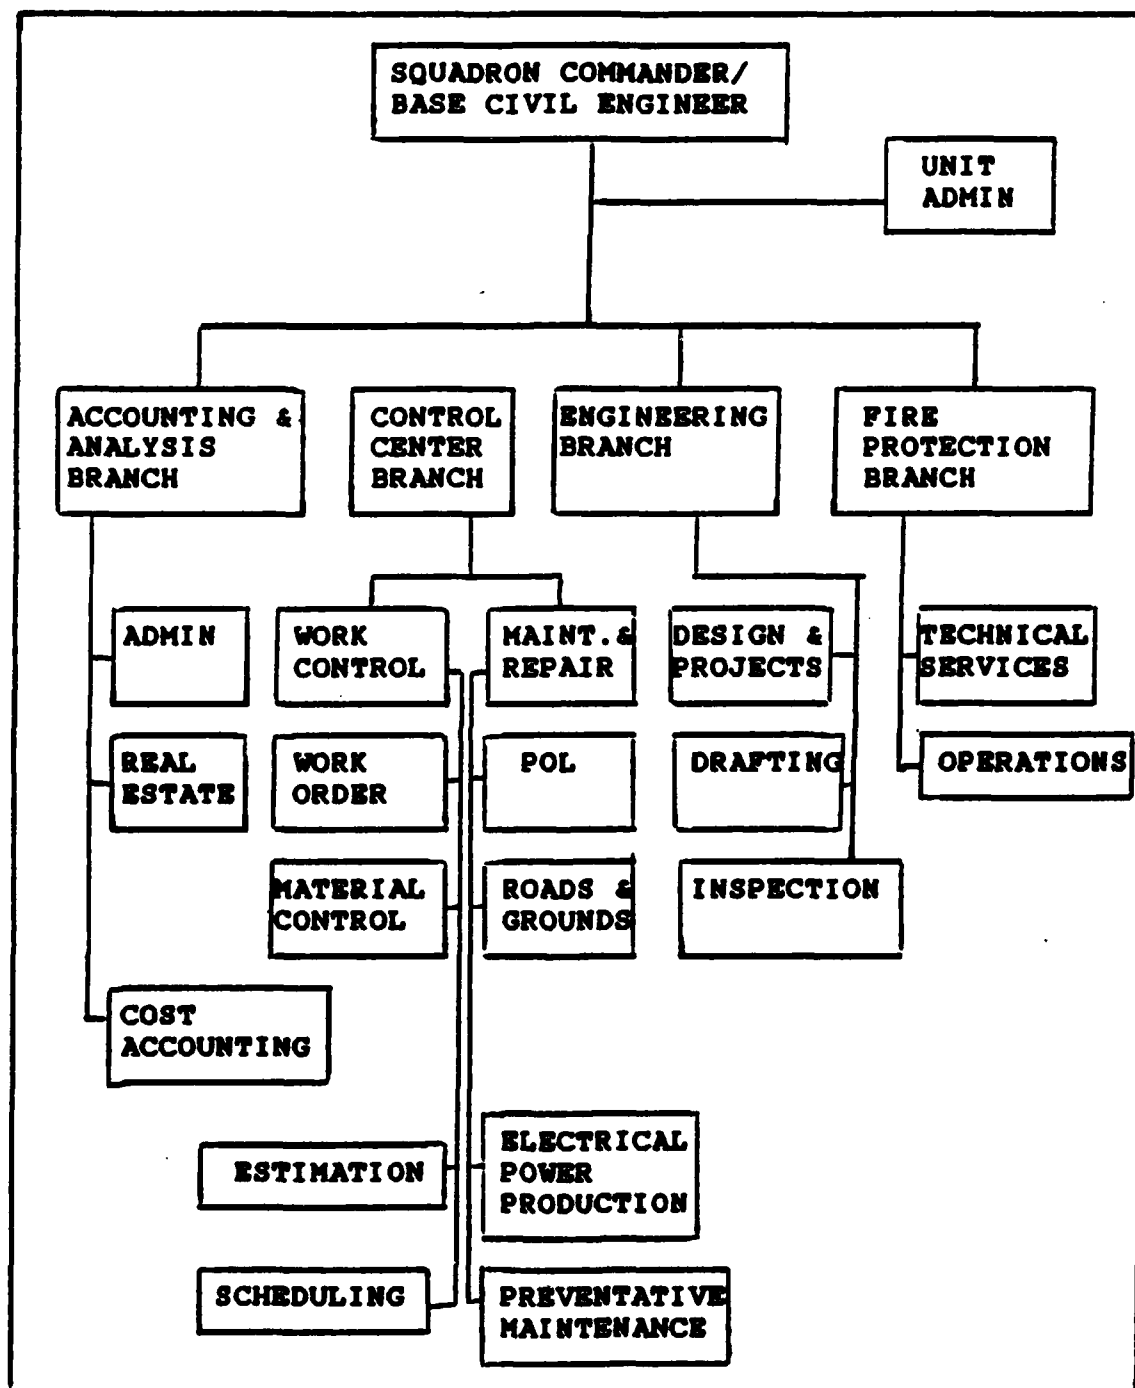 SQUADRON COMMANDER/
BASE CIVIL ENGINEER
UNIT
ADMIN
ACCOUNTING &
ANALYSIS
BRANCH
CONTROL
CENTER
BRANCH
ENGINEERING
BRANCH
FIRE
PROTECTION
BRANCH
ADMIN
WORK
CONTROL
MAINT.&
REPAIR
DESIGN &
PROJECTS
TECHNICAL
SERVICES
REAL
ESTATE
WORK
ORDER
POL
DRAFTING
OPERATIONS
MATERIAL
CONTROL
ROADS &
GROUNDS
INSPECTION
COST
ACCOUNTING
ESTIMATION
ELECTRICAL
POWER
PRODUCTION
SCHEDULING
PREVENTATIVE
MAINTENANCE